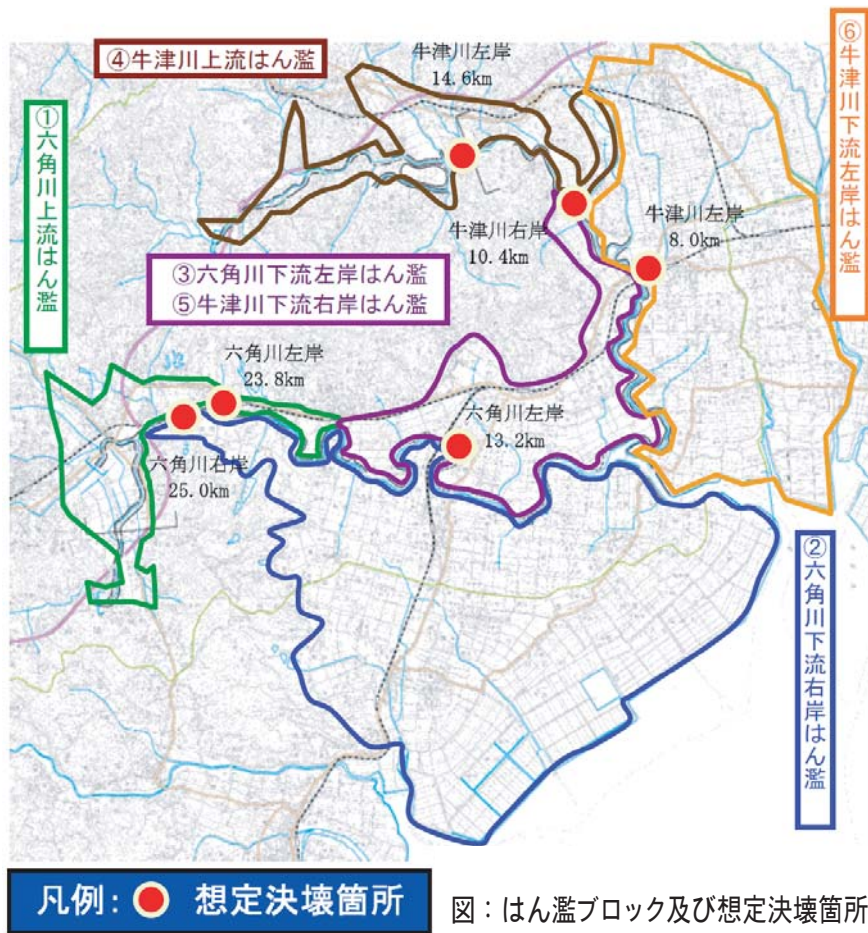 ④牛津川上流はん濫
牛津川左岸
14.6km
⑥牛津川下流左岸はん濫
①六角川上流はん濫
牛津川右岸
10.4km
牛津川左岸
8.0km
③六角川下流左岸はん濫
⑤牛津川下流右岸はん濫
六角川左岸
23.8km
六角川左岸
13.2km
六角川右岸
25.0km
②六角川下流右岸はん濫
凡例: 想定決壊箇所
図：はん濫ブロック及び想定決壊箇所